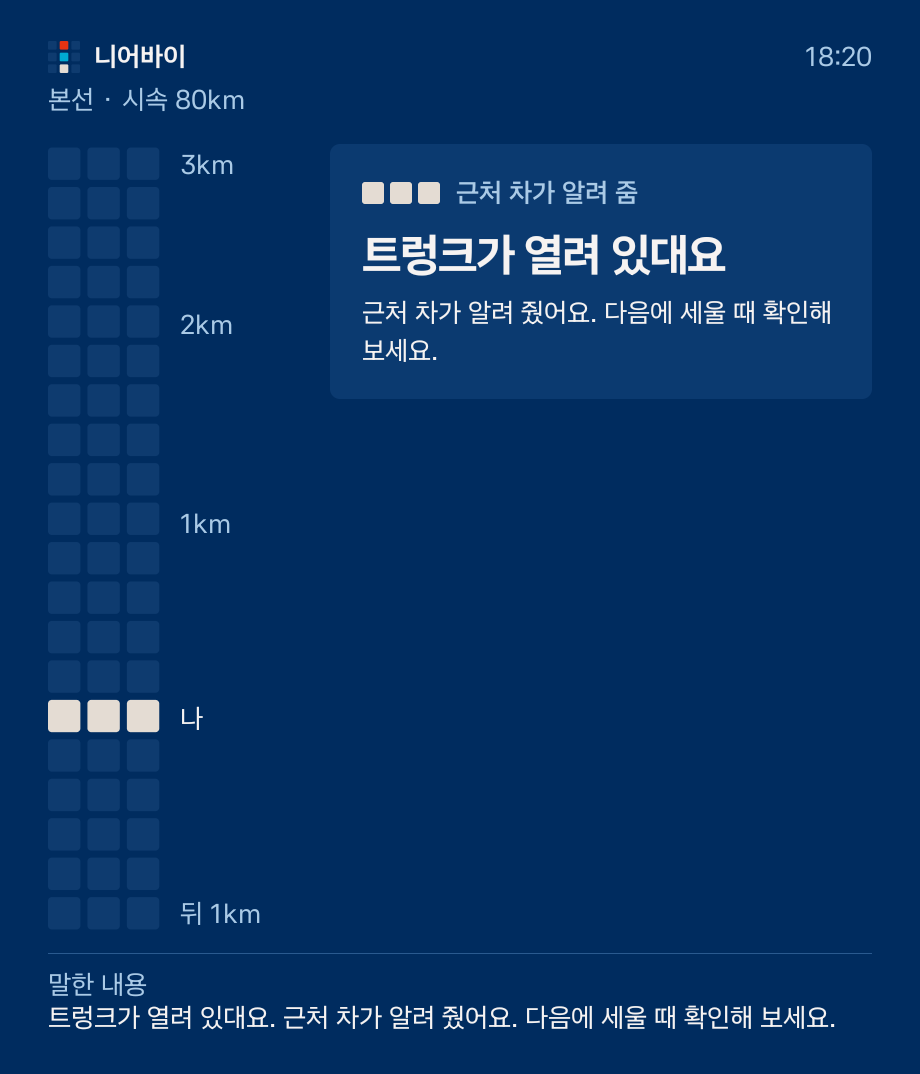 니어바이
18:20
본선 · 시속 80km
3km
근처 차가 알려 줌
트렁크가 열려 있대요
근처 차가 알려 줬어요. 다음에 세울 때 확인해
보세요.
2km
1km
나
뒤 1km
말한 내용
트렁크가 열려 있대요. 근처 차가 알려 줬어요. 다음에 세울 때 확인해 보세요.